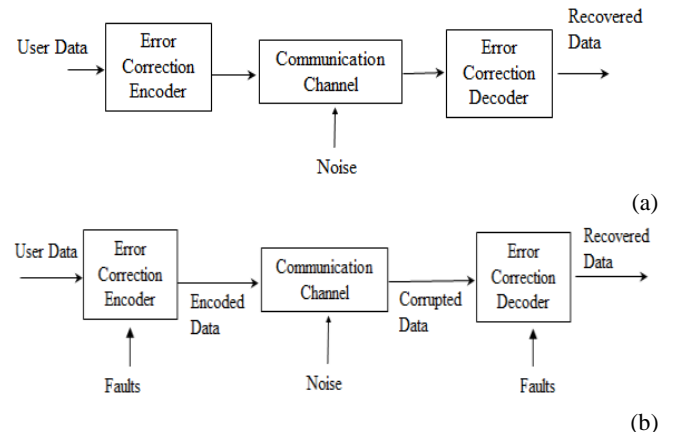 User Data
Error
Correction
Encoder
Communication
Channel
Error
Correction
Decoder
Recovered
Data
Noise
(a)
User Data
Error
Correction
Encoder
Encoded
Data
Communication
Channel
Corrupted
Data
Error
Correction
Decoder
Recovered
Data
Faults
Noise
Faults
(b)